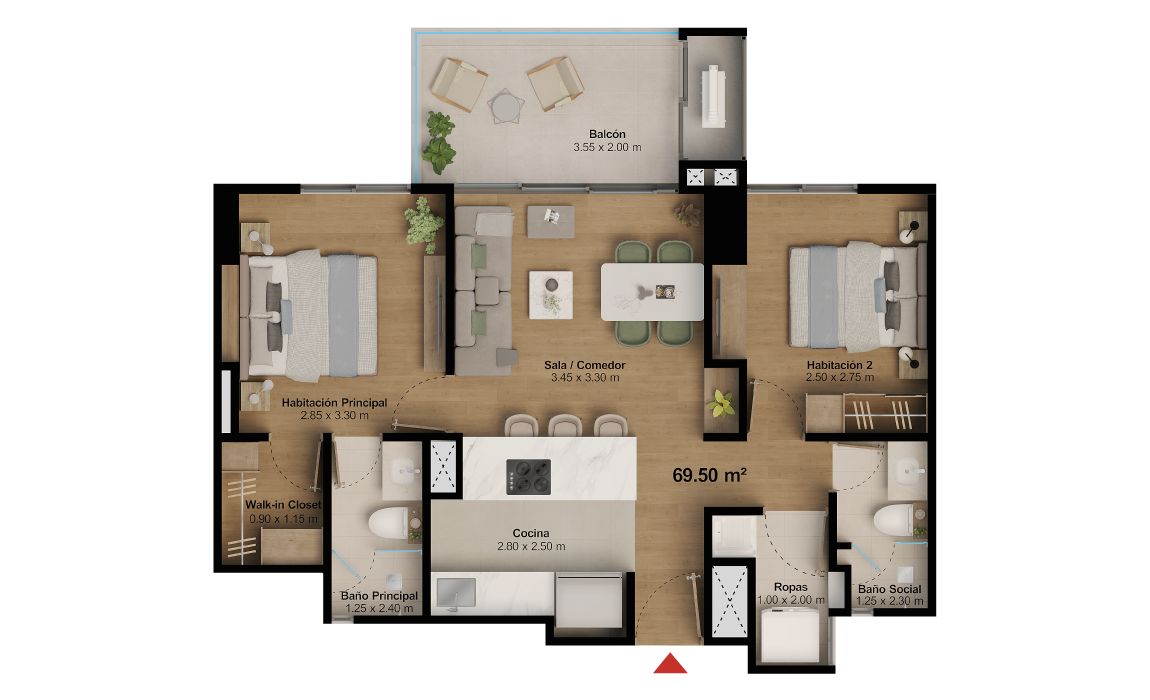 Balcón
3.55 x 2.00 m
Sala / Comedor
3.45 x 3.30 m
Habitación 2
2.50 x 2.75 m
Habitación Principal
2.85 x 3.30 m
69.50 m²
Walk-in Closet
0.90 x 1.15 m
Cocina
2.80 x 2.50 m
Baño Principal
1.25 x 2.40 m
Ropas
1.00 x 2.00 m
Baño Social
1.25 x 2.30 m